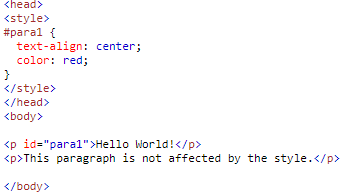 <head>
<style>
#para1 {
  text-align: center;
  color: red;
}
</style>
</head>
<body>

<p id="para1">Hello World!</p>
<p>This paragraph is not affected by the style.</p>

</body>